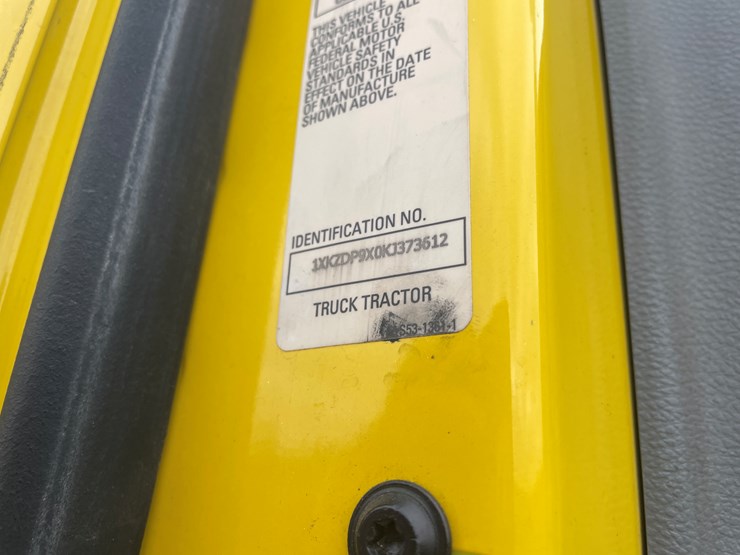 THIS VEHICLE
CONFORMS TO ALL
APPLICABLE U.S.
FEDERAL MOTOR
VEHICLE SAFETY
STANDARDS IN
EFFECT ON THE DATE
OF MANUFACTURE
SHOWN ABOVE.
IDENTIFICATION NO.
1XKZDP9X0KJ373612
TRUCK TRACTOR